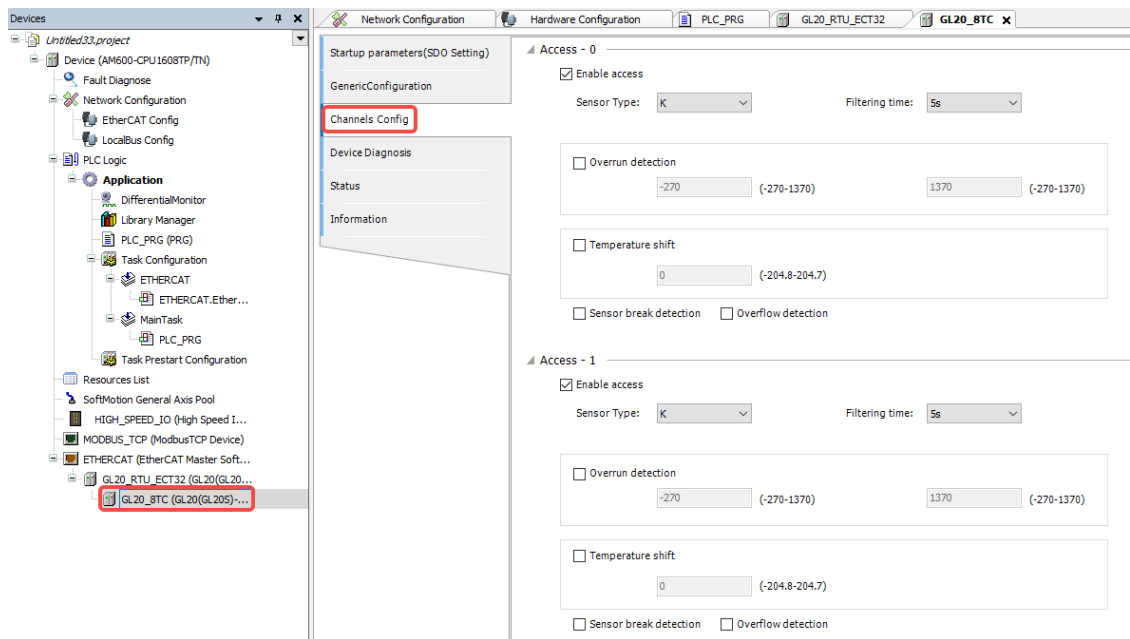 Devices
Untitled33.project
Device (AM600-CPU1608TP/TN)
Fault Diagnose
Network Configuration
EtherCAT Config
LocalBus Config
PLC Logic
Application
DifferentialMonitor
Library Manager
PLC_PRG (PRG)
Task Configuration
ETHERCAT
ETHERCAT.Ether...
MainTask
PLC_PRG
Task Prestart Configuration
Resources List
SoftMotion General Axis Pool
HIGH_SPEED_IO (High Speed I...
MODBUS_TCP (ModbusTCP Device)
ETHERCAT (EtherCAT Master Soft...
GL20_RTU_ECT32 (GL20(GL20...
GL20_8TC (GL20(GL20S)-...
Network Configuration Hardware Configuration PLC_PRG GL20_RTU_ECT32 GL20_8TC
Startup parameters(SDO Setting)
GenericConfiguration
Channels Config
Device Diagnosis
Status
Information
Access - 0
Enable access
Sensor Type: K Filtering time: 5s
Overrun detection
-270 (-270-1370) 1370 (-270-1370)
Temperature shift
0 (-204.8-204.7)
Sensor break detection Overflow detection
Access - 1
Enable access
Sensor Type: K Filtering time: 5s
Overrun detection
-270 (-270-1370) 1370 (-270-1370)
Temperature shift
0 (-204.8-204.7)
Sensor break detection Overflow detection